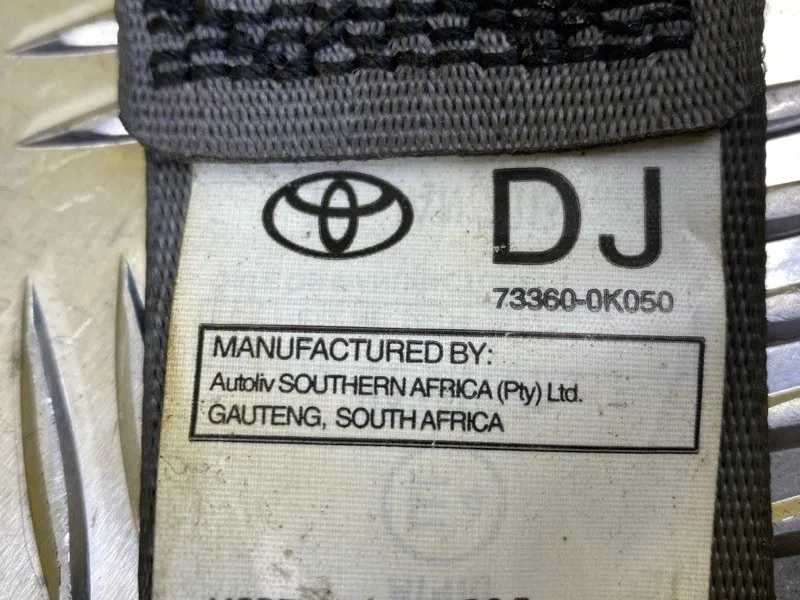 DJ
73360-0K050
MANUFACTURED BY:
Autoliv SOUTHERN AFRICA (Pty) Ltd.
GAUTENG, SOUTH AFRICA